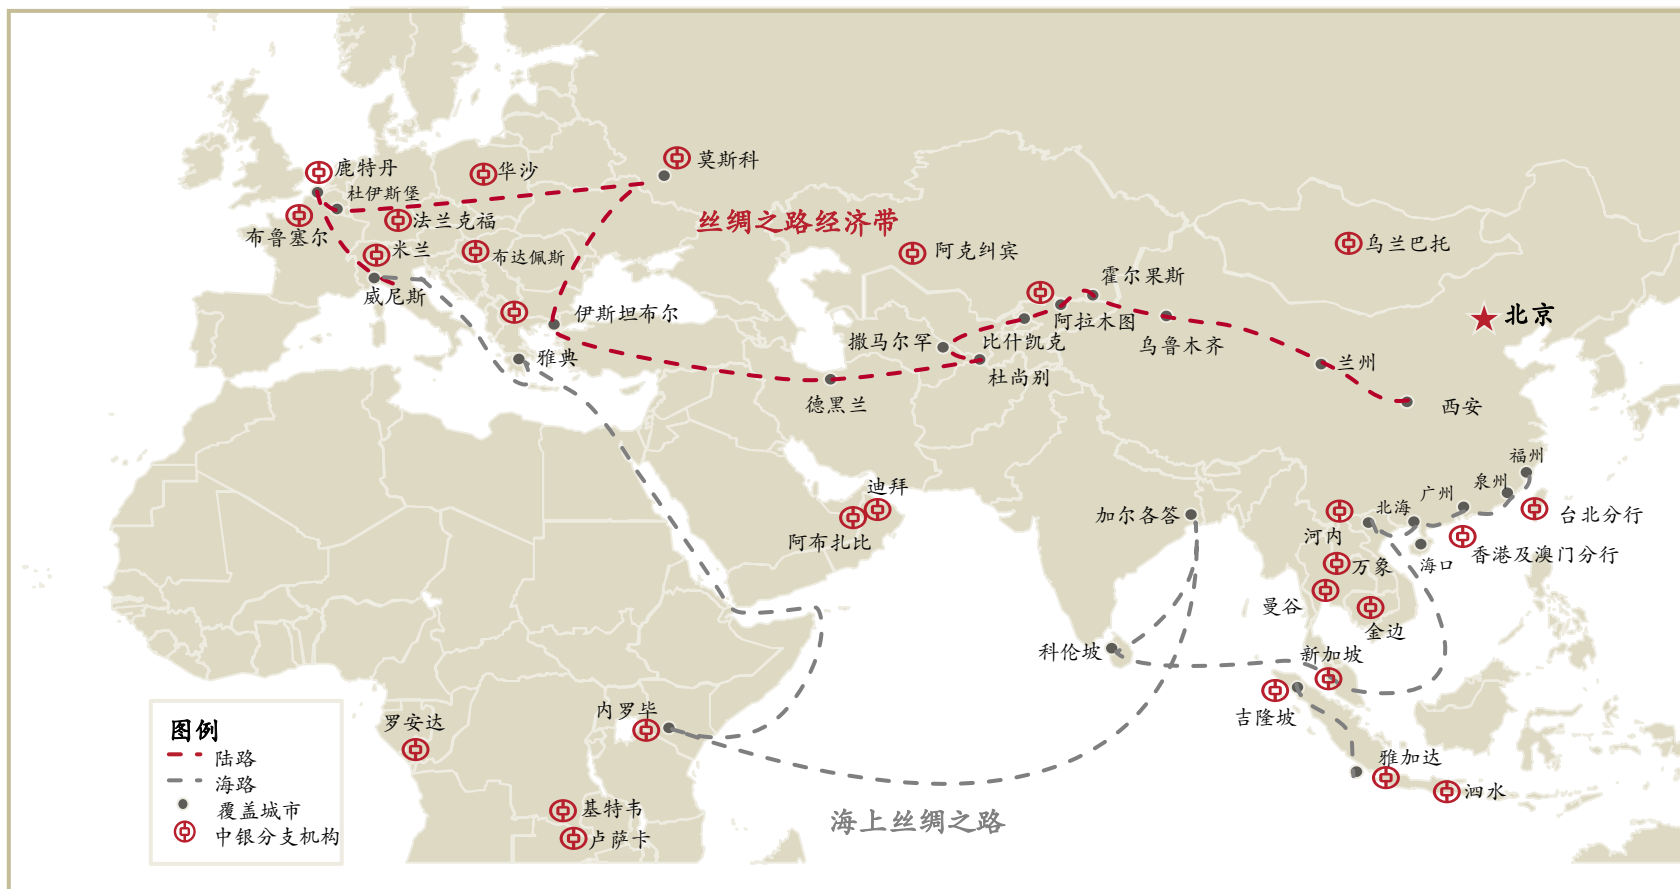 鹿特丹
杜伊斯堡
华沙
莫斯科
布鲁塞尔
法兰克福
丝绸之路经济带
米兰
布达佩斯
阿克纠宾
乌兰巴托
威尼斯
霍尔果斯
伊斯坦布尔
阿拉木图
北京
撒马尔罕
比什凯克
乌鲁木齐
雅典
杜尚别
兰州
德黑兰
西安
福州
泉州
迪拜
广州
加尔各答
北海
台北分行
阿布扎比
河内
香港及澳门分行
万象
海口
曼谷
金边
科伦坡
新加坡
吉隆坡
内罗毕
罗安达
雅加达
泗水
基特韦
卢萨卡
海上丝绸之路
图例
陆路
海路
覆盖城市
中银分支机构